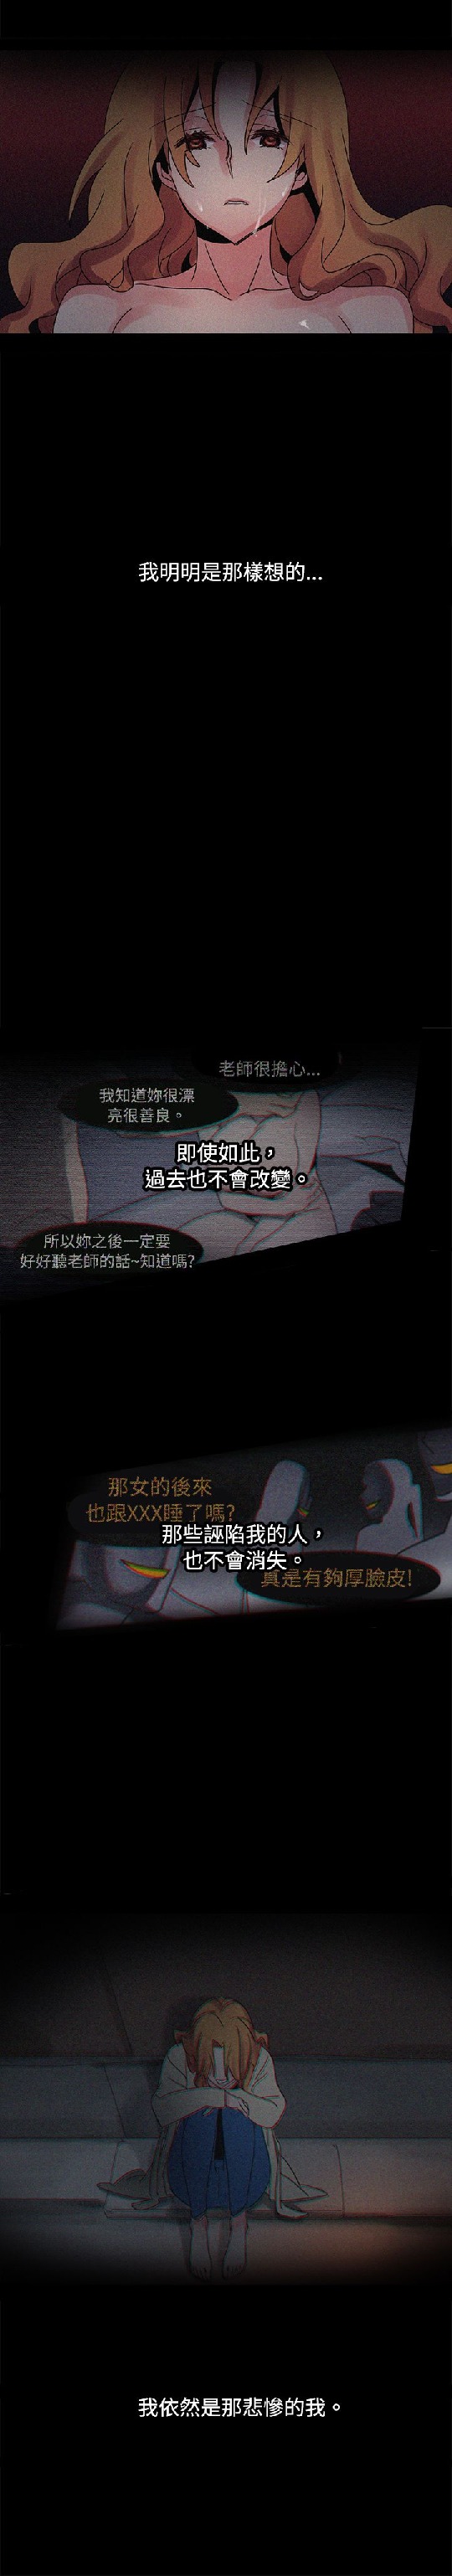 我明明是那樣想的...
老師很擔心...
我知道妳很漂
亮很善良。
即使如此，
過去也不會改變。
所以妳之後一定要
好好聽老師的話~知道嗎?
那女的後來
也跟XXX睡了嗎?
那些誣陷我的人，
也不會消失。
真是有夠厚臉皮!
我依然是那悲慘的我。